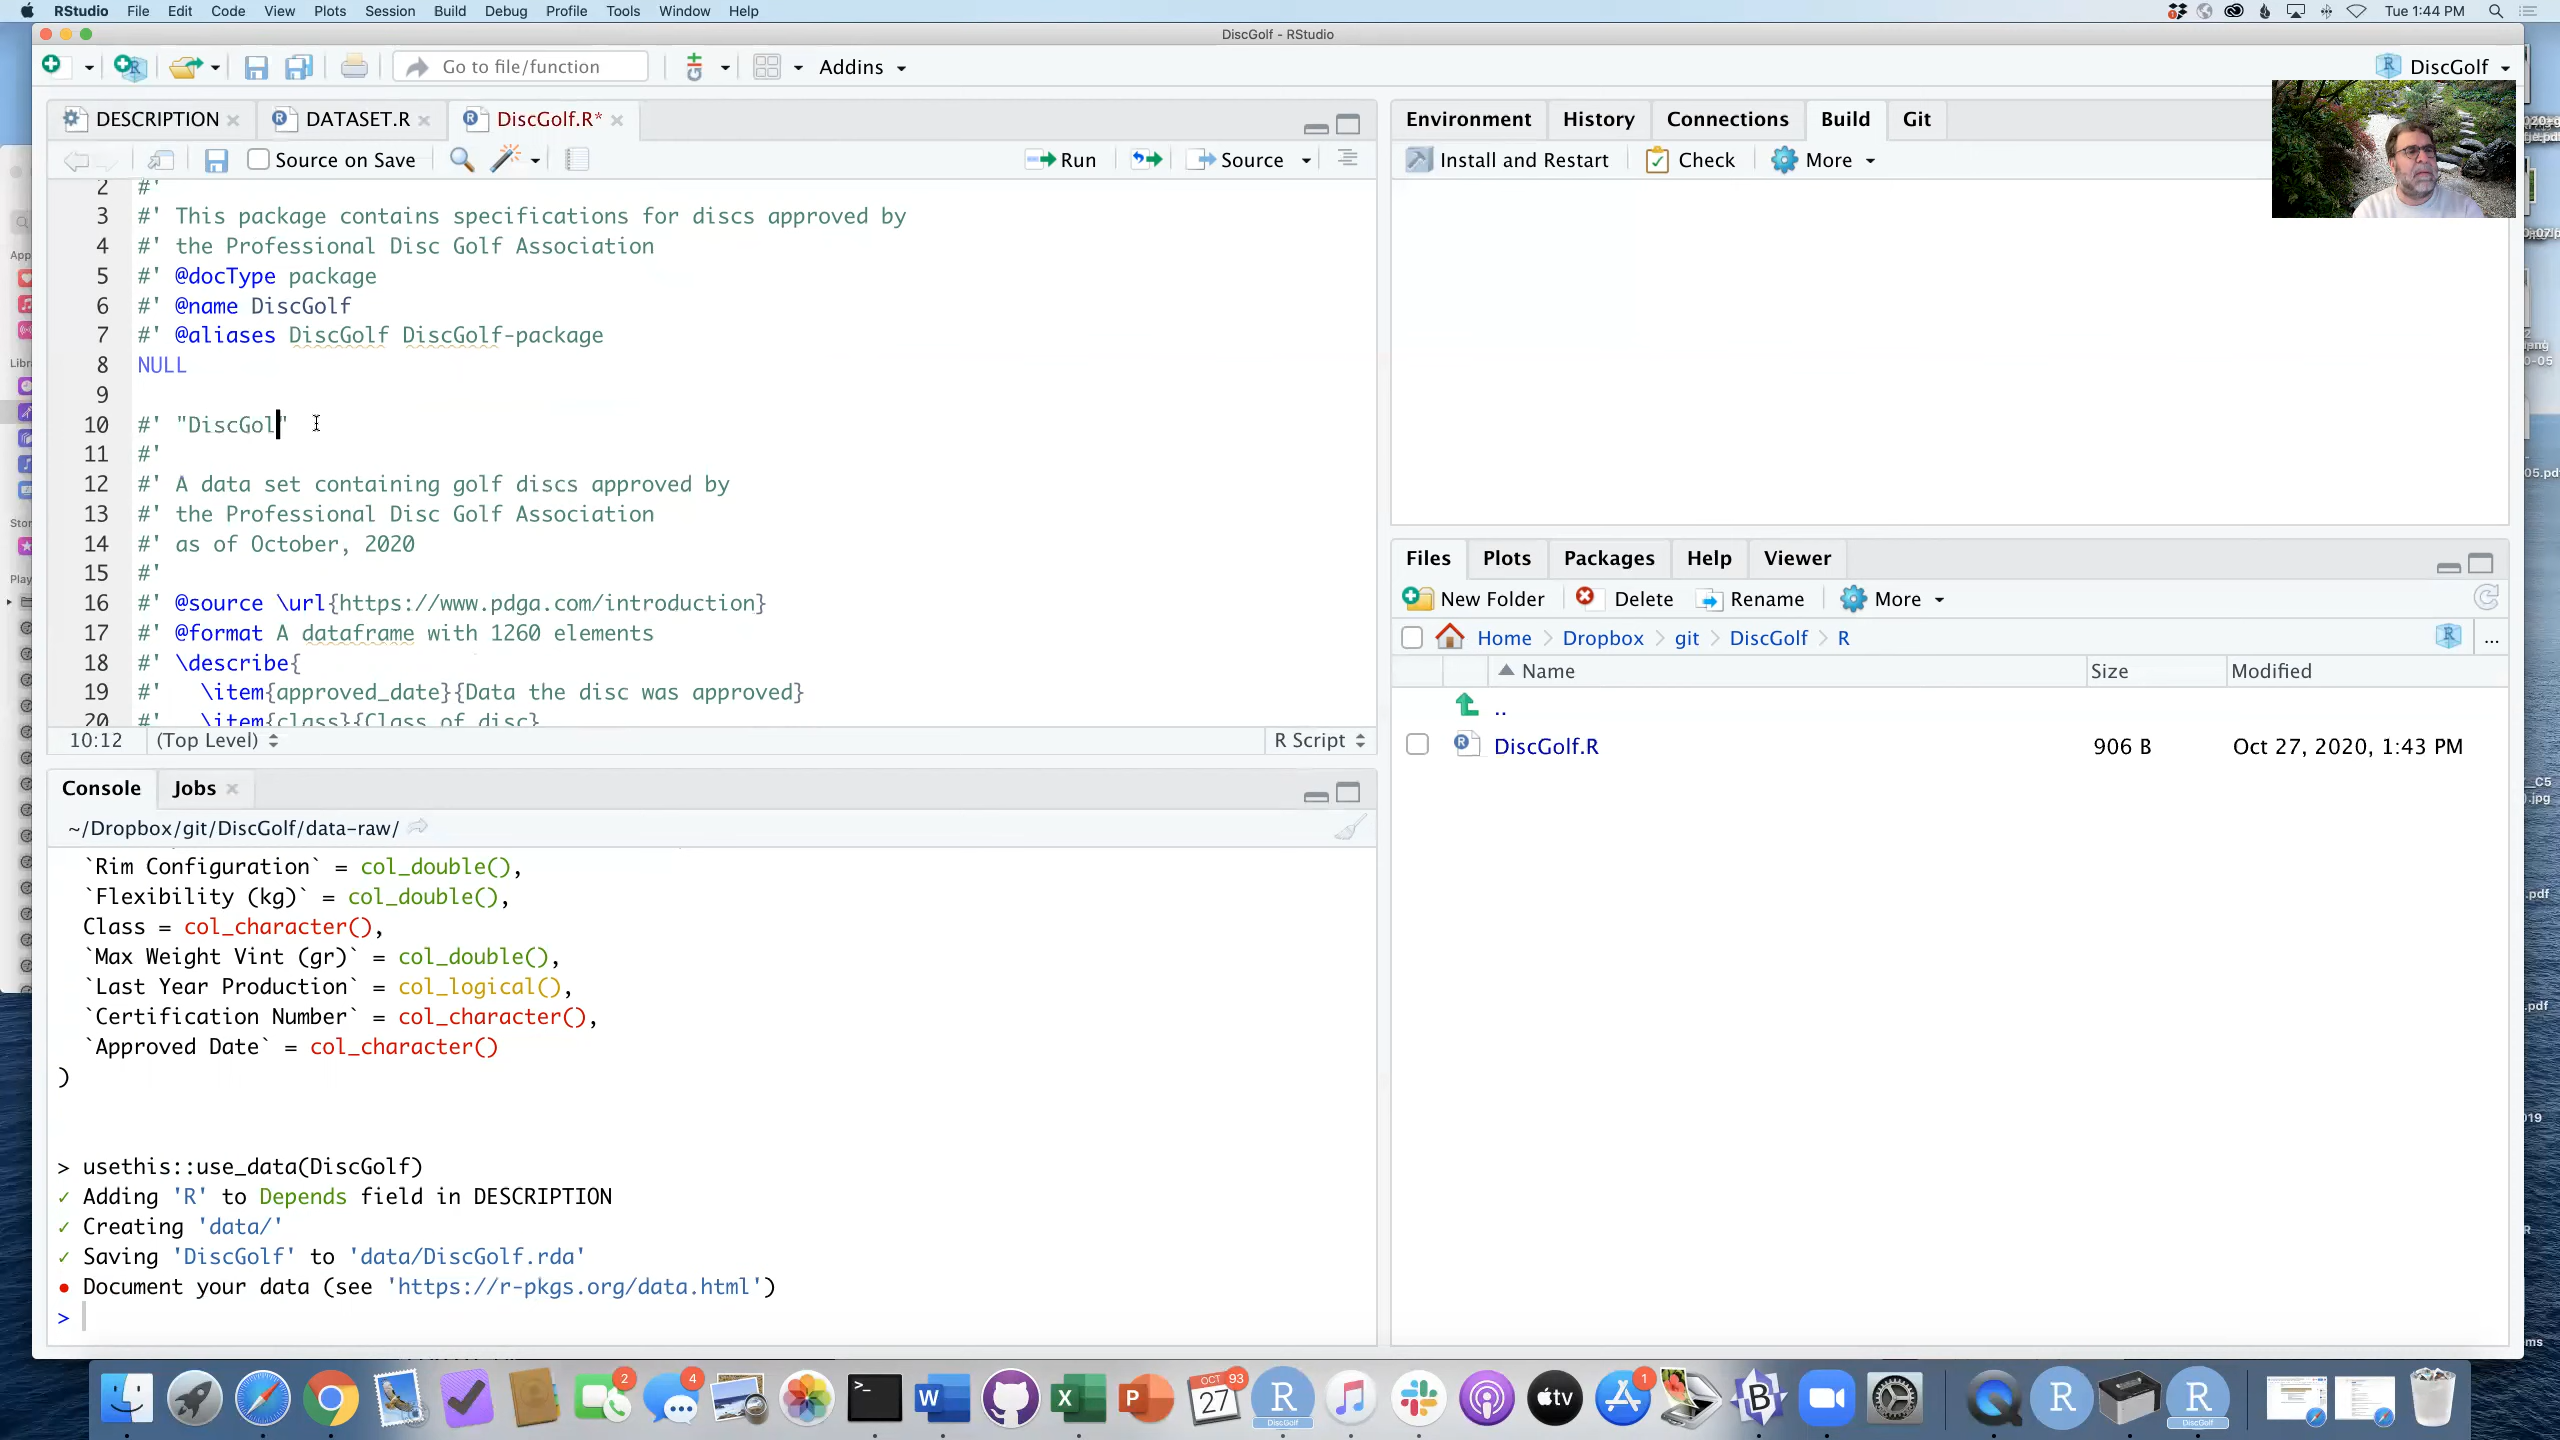 RStudio File Edit Code View Plots Session Build Debug Profile Tools Window Help Tue 1:44 PM
DiscGolf - RStudio
Go to file/function Addins DiscGolf
DESCRIPTION DATASET.R DiscGolf.R*
Source on Save Run Source
2 #'
3 #' This package contains specifications for discs approved by
4 #' the Professional Disc Golf Association
5 #' @docType package
6 #' @name DiscGolf
7 #' @aliases DiscGolf DiscGolf-package
8 NULL
9
10 #' "DiscGol"
11 #'
12 #' A data set containing golf discs approved by
13 #' the Professional Disc Golf Association
14 #' as of October, 2020
15 #'
16 #' @source \url{https://www.pdga.com/introduction}
17 #' @format A dataframe with 1260 elements
18 #' \describe{
19 #'   \item{approved_date}{Data the disc was approved}
20 #'   \item{class}{Class of disc}
10:12 (Top Level) R Script
Console Jobs
~/Dropbox/git/DiscGolf/data-raw/
`Rim Configuration` = col_double(),
`Flexibility (kg)` = col_double(),
Class = col_character(),
`Max Weight Vint (gr)` = col_double(),
`Last Year Production` = col_logical(),
`Certification Number` = col_character(),
`Approved Date` = col_character()
)
> usethis::use_data(DiscGolf)
✓ Adding 'R' to Depends field in DESCRIPTION
✓ Creating 'data/'
✓ Saving 'DiscGolf' to 'data/DiscGolf.rda'
● Document your data (see 'https://r-pkgs.org/data.html')
>
Environment History Connections Build Git
Install and Restart Check More
Files Plots Packages Help Viewer
New Folder Delete Rename More
Home Dropbox git DiscGolf R ...
Name Size Modified
..
DiscGolf.R 906 B Oct 27, 2020, 1:43 PM
2 4 OCT 93 27 1
W X P R tv B R R
DiscGolf DiscGolf